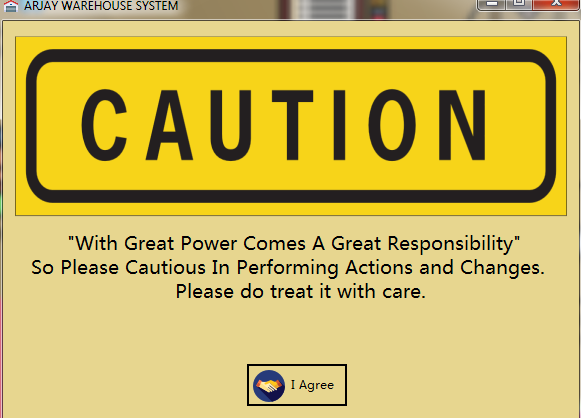 ARJAY WAREHOUSE SYSTEM
CAUTION
"With Great Power Comes A Great Responsibility"
So Please Cautious In Performing Actions and Changes.
Please do treat it with care.
I Agree